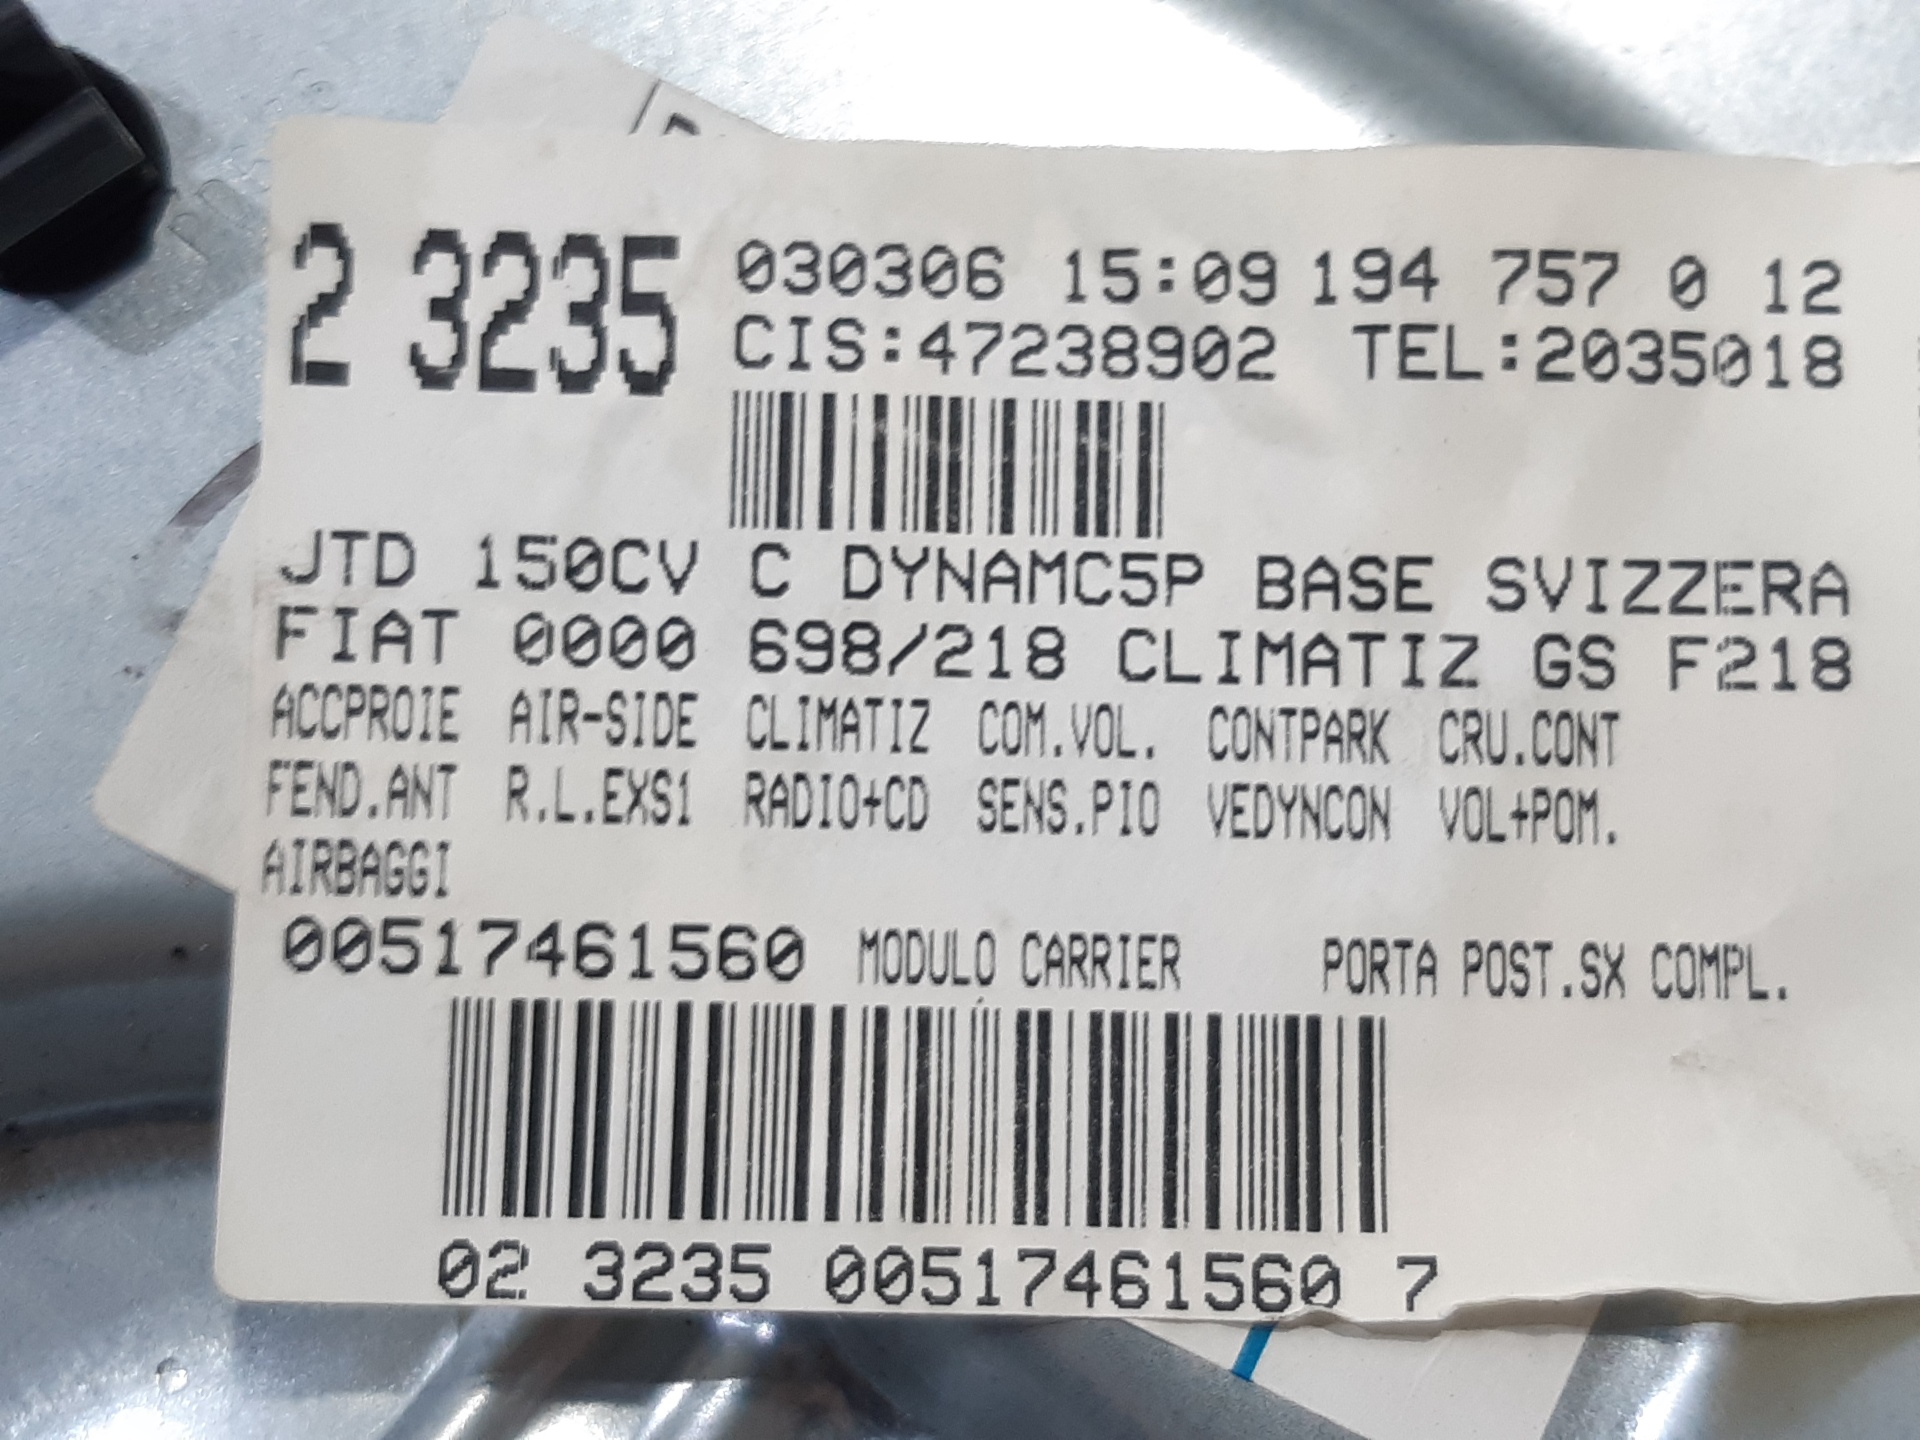 2 3235 030306 15:09 194 757 0 12
CIS:47238902 TEL:2035018
JTD 150CV C DYNAMC5P BASE SVIZZERA
FIAT 0000 698/218 CLIMATIZ GS F218
ACCPROIE AIR-SIDE CLIMATIZ COM.VOL. CONTPARK CRU.CONT
FEND.ANT R.L.EXS1 RADIO+CD SENS.PIO VEDYNCON VOL+POM.
AIRBAGGI
00517461560 MODULO CARRIER PORTA POST.SX COMPL.
02 3235 00517461560 7